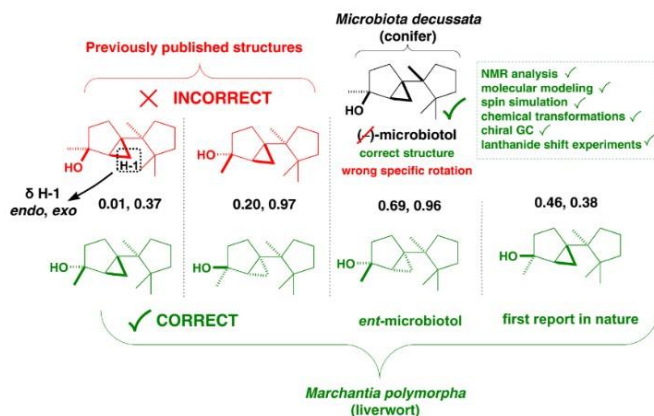 Previously published structures
INCORRECT
HO
H-1
HO
Microbiota decussata
(conifer)
HO
(-)-microbiotol
correct structure
wrong specific rotation
NMR analysis ✓
molecular modeling ✓
spin simulation ✓
chemical transformations ✓
chiral GC ✓
lanthanide shift experiments ✓
δ H-1
endo, exo
0.01, 0.37
0.20, 0.97
0.69, 0.96
0.46, 0.38
HO
HO
HO
HO
CORRECT
ent-microbiotol
first report in nature
Marchantia polymorpha
(liverwort)